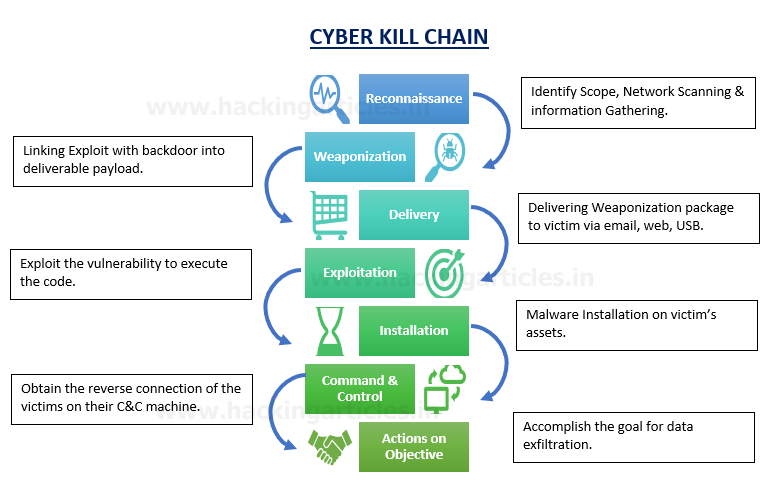 CYBER KILL CHAIN
Reconnaissance
Identify Scope, Network Scanning &
information Gathering.
www.hackingarticles.in
Linking Exploit with backdoor into
deliverable payload.
Weaponization
Delivery
Delivering Weaponization package
to victim via email, web, USB.
Exploit the vulnerability to execute
the code.
Exploitation
www.hackingarticles.in
Installation
Malware Installation on victim's
assets.
Obtain the reverse connection of the
victims on their C&C machine.
Command &
Control
www.hackingarticles.in
Actions on
Objective
Accomplish the goal for data
exfiltration.